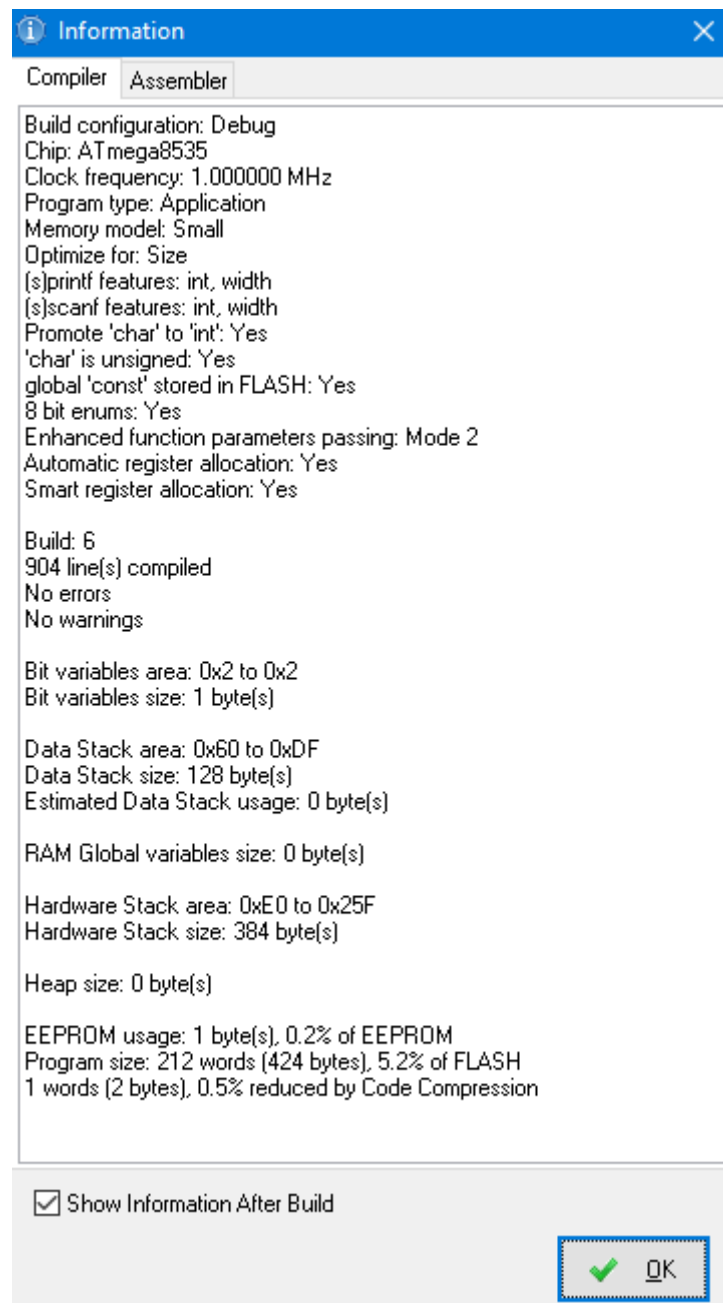 Information
Compiler
Assembler
Build configuration: Debug
Chip: ATmega8535
Clock frequency: 1.000000 MHz
Program type: Application
Memory model: Small
Optimize for: Size
(s)printf features: int, width
(s)scanf features: int, width
Promote 'char' to 'int': Yes
'char' is unsigned: Yes
global 'const' stored in FLASH: Yes
8 bit enums: Yes
Enhanced function parameters passing: Mode 2
Automatic register allocation: Yes
Smart register allocation: Yes
Build: 6
904 line(s) compiled
No errors
No warnings
Bit variables area: 0x2 to 0x2
Bit variables size: 1 byte(s)
Data Stack area: 0x60 to 0xDF
Data Stack size: 128 byte(s)
Estimated Data Stack usage: 0 byte(s)
RAM Global variables size: 0 byte(s)
Hardware Stack area: 0xE0 to 0x25F
Hardware Stack size: 384 byte(s)
Heap size: 0 byte(s)
EEPROM usage: 1 byte(s), 0.2% of EEPROM
Program size: 212 words (424 bytes), 5.2% of FLASH
1 words (2 bytes), 0.5% reduced by Code Compression
Show Information After Build
OK